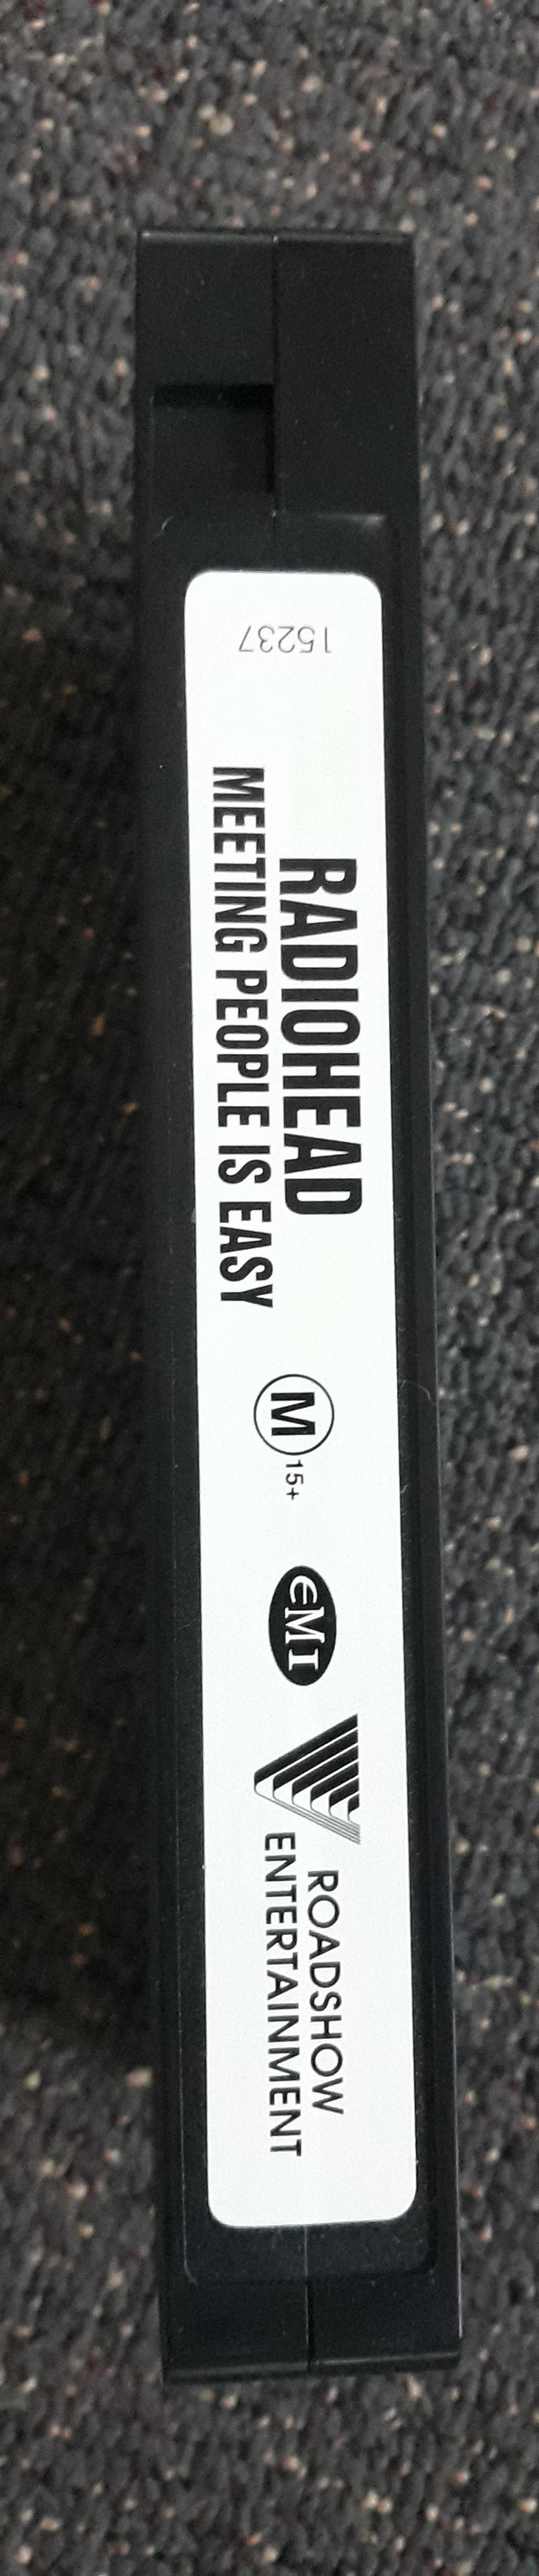 15237
RADIOHEAD
MEETING PEOPLE IS EASY
M 15+
EMI
ROADSHOW
ENTERTAINMENT